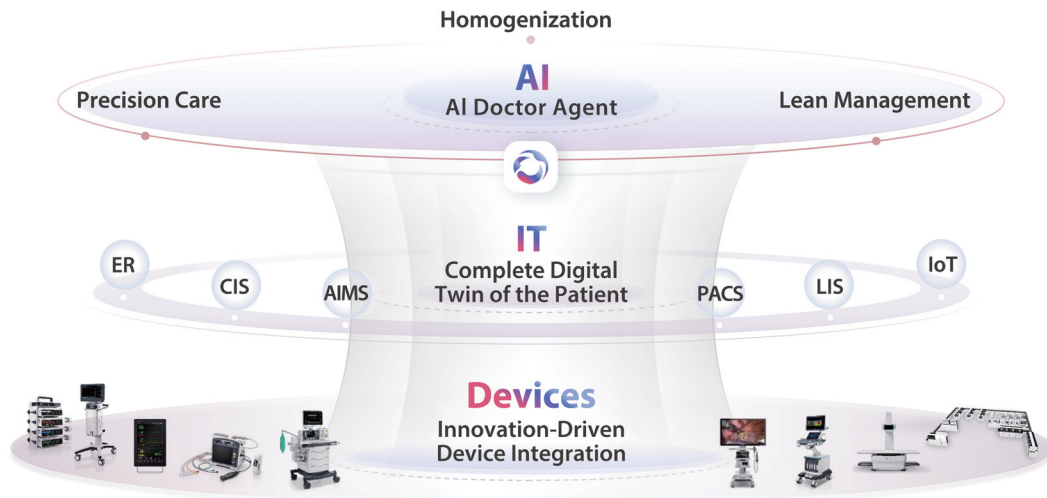 Homogenization
AI
AI Doctor Agent
Precision Care
Lean Management
IT
Complete Digital
Twin of the Patient
ER
CIS
AIMS
PACS
LIS
IoT
Devices
Innovation-Driven
Device Integration